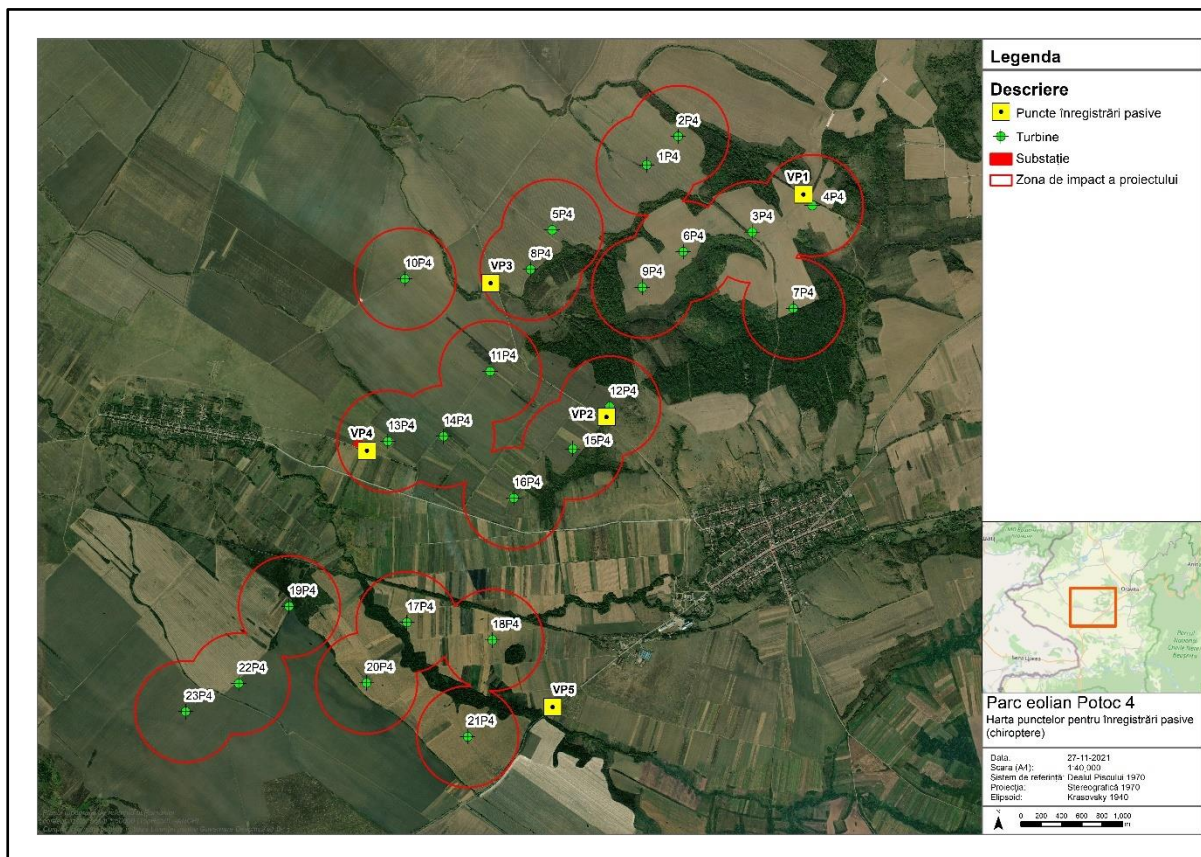 2P4
1P4
VP1
4P4
3P4
5P4
6P4
8P4
VP3
10P4
9P4
7P4
11P4
12P4
VP2
13P4
14P4
VP4
15P4
16P4
19P4
17P4
18P4
22P4
20P4
23P4
VP5
21P4
Legenda
Descriere
Puncte înregistrări pasive
Turbine
Substație
Zona de impact a proiectului
Parc eolian Potoc 4
Harta punctelor pentru înregistrări pasive
(chiroptere)
Data: 27-11-2021
Scara (A4): 1:40,000
Sistem de referință: Dealul Piscului 1970
Proiecția: Stereografică 1970
Elipsoid: Krasovsky 1940
0 200 400 600 800 1,000
m